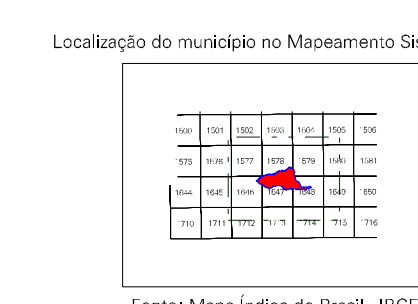 Localização do município no Mapeamento Sis
1500 1501 1502 1503 1504 1505 1506
1575 1576 1577 1578 1579 1580 1581
1644 1645 1646 1647 1648 1649 1650
1710 1711 1712 1714 1715 1716
Fonte: Mapa Índice do Brasil IBGE